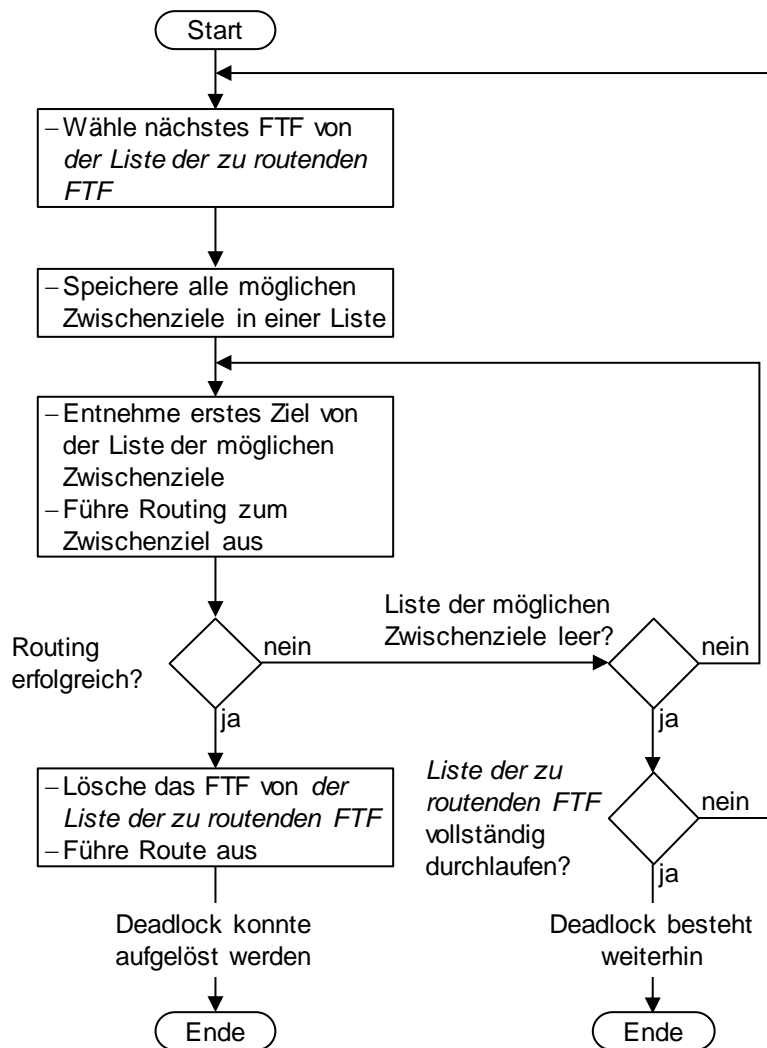 Start
– Wähle nächstes FTF von
der Liste der zu routenden
FTF
– Speichere alle möglichen
Zwischenziele in einer Liste
– Entnehme erstes Ziel von
der Liste der möglichen
Zwischenziele
– Führe Routing zum
Zwischenziel aus
Routing
erfolgreich?
nein
ja
Liste der möglichen
Zwischenziele leer?
nein
ja
– Lösche das FTF von der
Liste der zu routenden FTF
– Führe Route aus
Liste der zu
routenden FTF
vollständig
durchlaufen?
nein
ja
Deadlock konnte
aufgelöst werden
Ende
Deadlock besteht
weiterhin
Ende